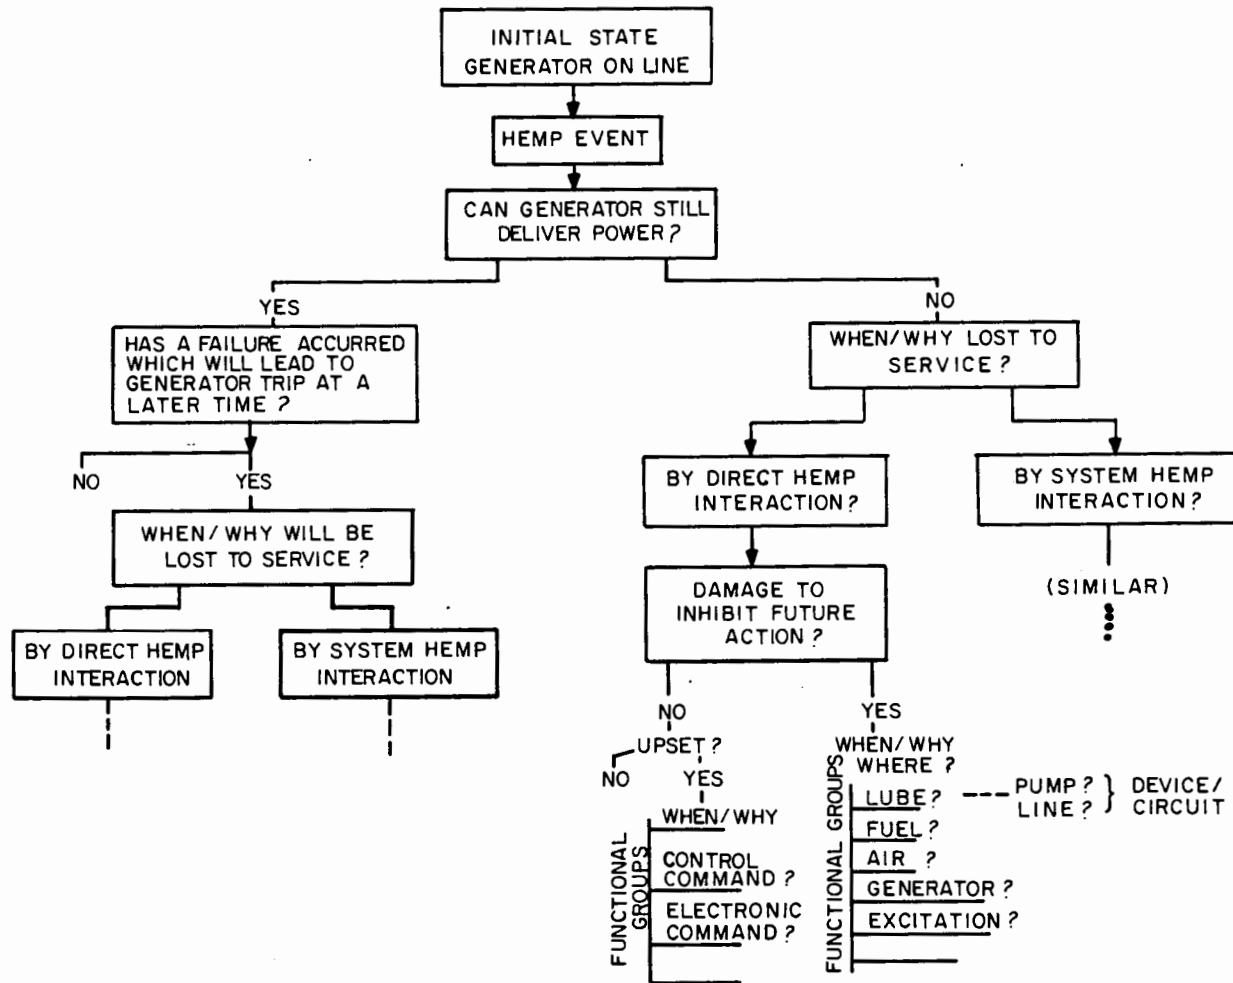 INITIAL STATE
GENERATOR ON LINE
HEMP EVENT
CAN GENERATOR STILL
DELIVER POWER?
YES
NO
HAS A FAILURE ACCURRED
WHICH WILL LEAD TO
GENERATOR TRIP AT A
LATER TIME?
WHEN/WHY LOST TO
SERVICE?
NO
YES
BY DIRECT HEMP
INTERACTION?
BY SYSTEM HEMP
INTERACTION?
WHEN/WHY WILL BE
LOST TO SERVICE?
DAMAGE TO
INHIBIT FUTURE
ACTION?
(SIMILAR)
BY DIRECT HEMP
INTERACTION
BY SYSTEM HEMP
INTERACTION
NO
UPSET?
NO
YES
WHEN/WHY
FUNCTIONAL
GROUPS
CONTROL
COMMAND?
ELECTRONIC
COMMAND?
YES
WHEN/WHY
WHERE?
FUNCTIONAL GROUPS
LUBE?
PUMP?
LINE?
DEVICE/
CIRCUIT
FUEL?
AIR?
GENERATOR?
EXCITATION?